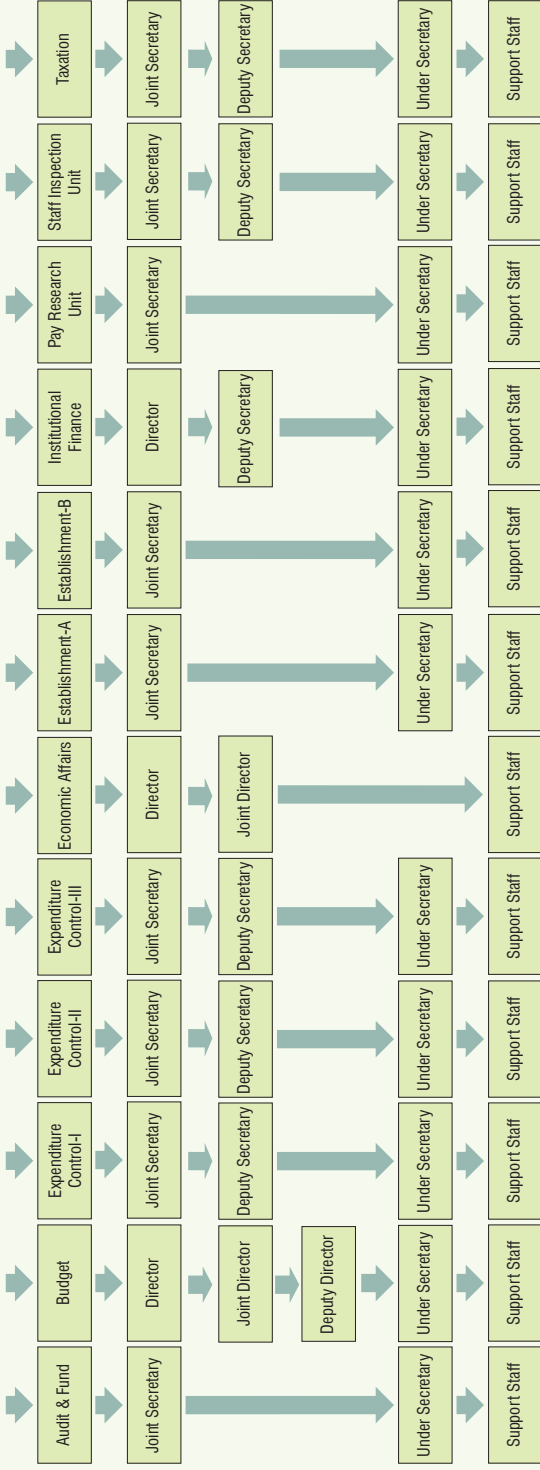 Audit & Fund
Joint Secretary
Under Secretary
Support Staff
Budget
Director
Joint Director
Deputy Director
Under Secretary
Support Staff
Expenditure
Control-I
Joint Secretary
Deputy Secretary
Under Secretary
Support Staff
Expenditure
Control-II
Joint Secretary
Deputy Secretary
Under Secretary
Support Staff
Expenditure
Control-III
Joint Secretary
Deputy Secretary
Under Secretary
Support Staff
Economic Affairs
Director
Joint Director
Support Staff
Establishment-A
Joint Secretary
Under Secretary
Support Staff
Establishment-B
Joint Secretary
Under Secretary
Support Staff
Institutional
Finance
Director
Deputy Secretary
Under Secretary
Support Staff
Pay Research
Unit
Joint Secretary
Under Secretary
Support Staff
Staff Inspection
Unit
Joint Secretary
Deputy Secretary
Under Secretary
Support Staff
Taxation
Joint Secretary
Deputy Secretary
Under Secretary
Support Staff